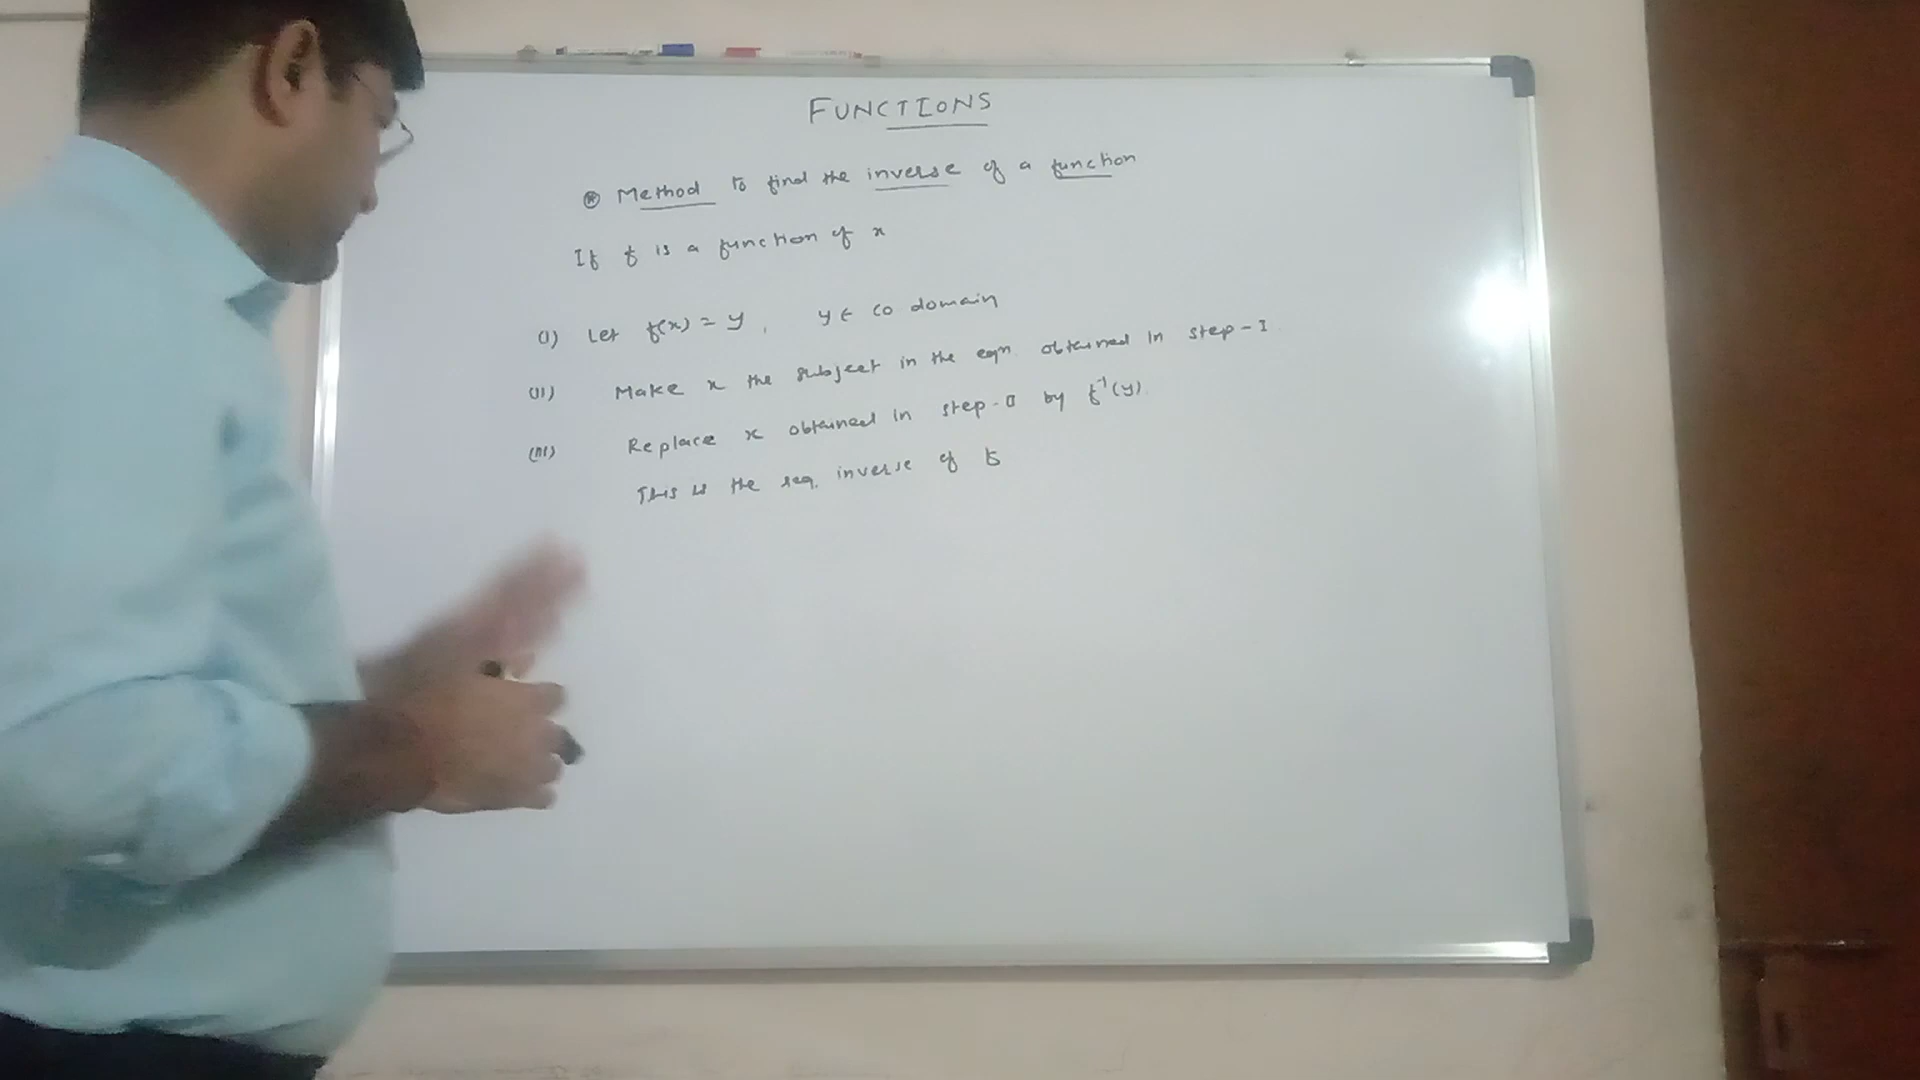 FUNCTIONS
⊛ Method to find the inverse of a function
If f is a function of x
(I) Let f(x) = y, y ∈ co domain
(II) Make x the subject in the eqn. obtained in step-I.
(III) Replace x obtained in step-II by f⁻¹(y).
This is the req. inverse of f